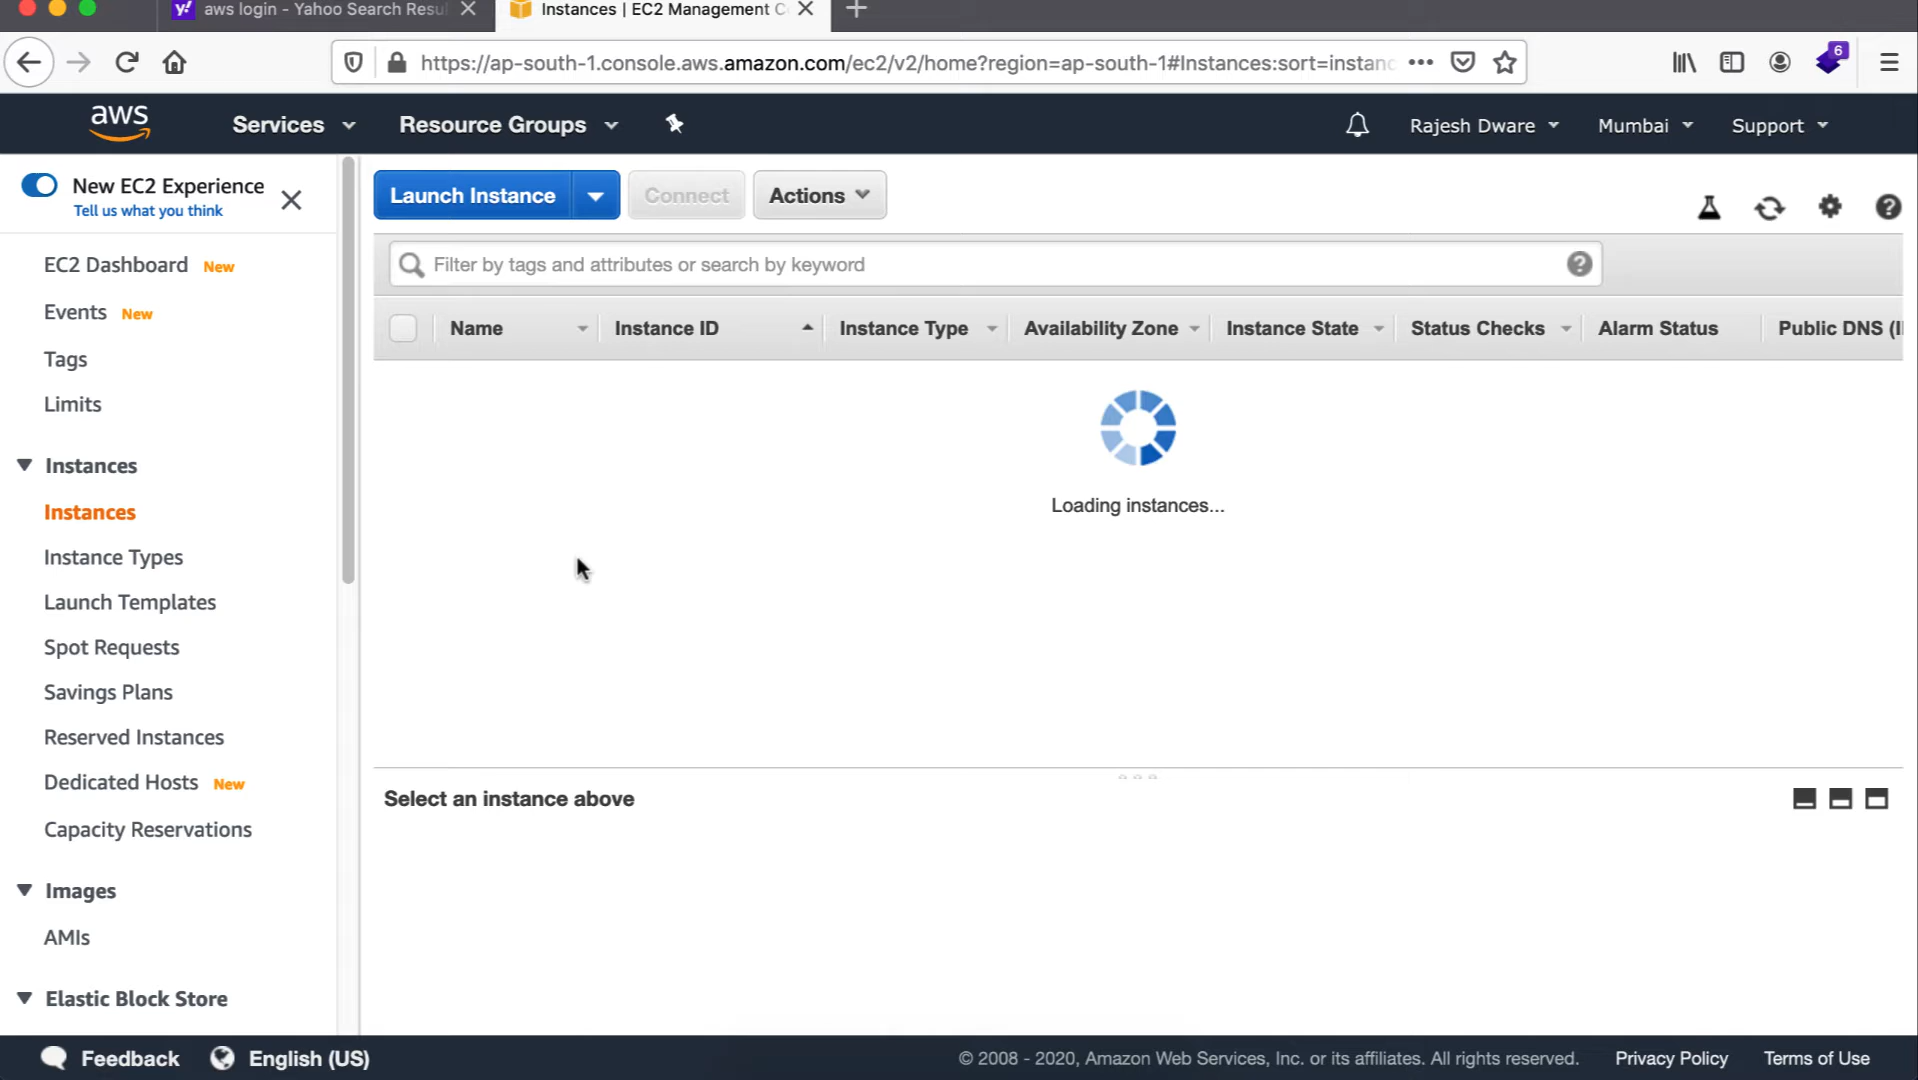 aws login - Yahoo Search Resul
Instances | EC2 Management C
https://ap-south-1.console.aws.amazon.com/ec2/v2/home?region=ap-south-1#Instances:sort=instanc
6
aws
Services
Resource Groups
Rajesh Dware
Mumbai
Support
New EC2 Experience
Tell us what you think
Launch Instance
Connect
Actions
Filter by tags and attributes or search by keyword
Name
Instance ID
Instance Type
Availability Zone
Instance State
Status Checks
Alarm Status
Public DNS (I
Loading instances...
Select an instance above
EC2 Dashboard New
Events New
Tags
Limits
Instances
Instances
Instance Types
Launch Templates
Spot Requests
Savings Plans
Reserved Instances
Dedicated Hosts New
Capacity Reservations
Images
AMIs
Elastic Block Store
Feedback
English (US)
© 2008 - 2020, Amazon Web Services, Inc. or its affiliates. All rights reserved.
Privacy Policy
Terms of Use